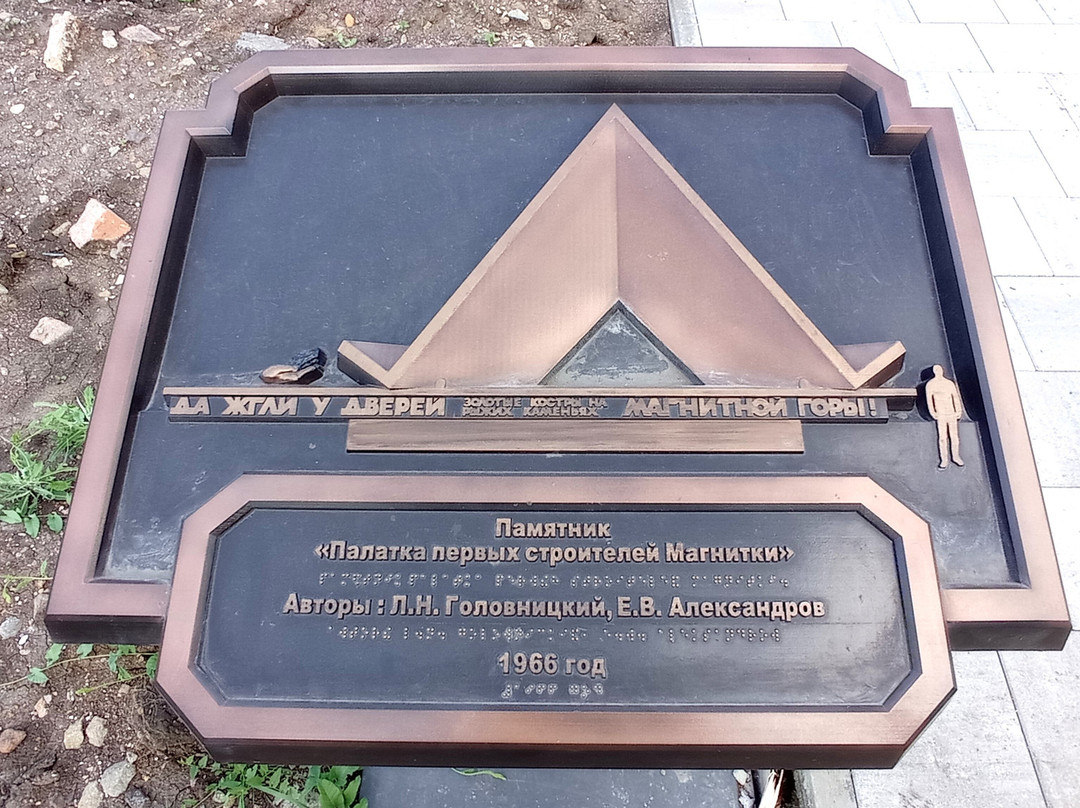 ДА ЖГЛИ У ДВЕРЕЙ ЗОЛОТЫЕ КОСТРЫ НА
РЫЖИХ КАМЕНЬЯХ МАГНИТНОЙ ГОРЫ!
Памятник
«Палатка первых строителей Магнитки»
Авторы : Л.Н. Головницкий, Е.В. Александров
1966 год